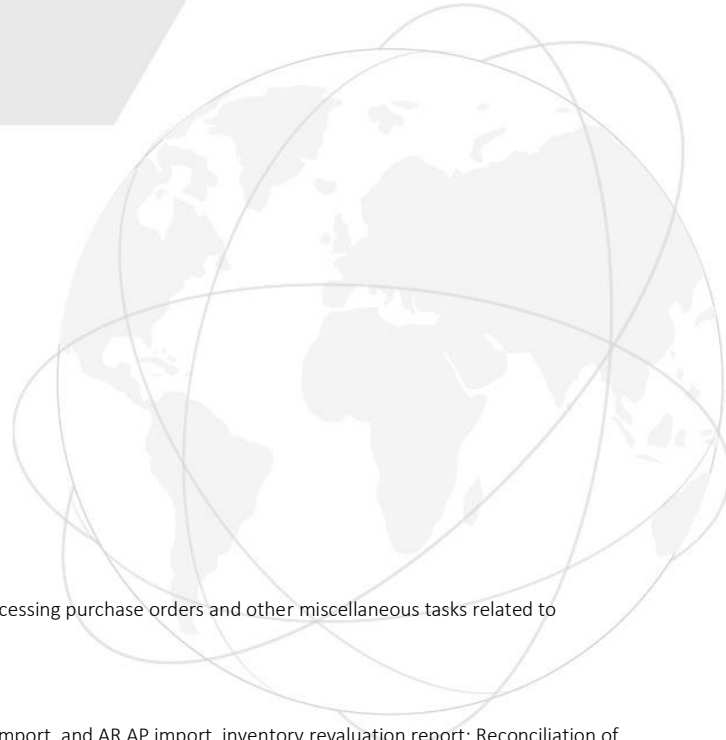 cessing purchase orders and other miscellaneous tasks related to
mport and AR AP import, inventory revaluation report; Reconciliation of